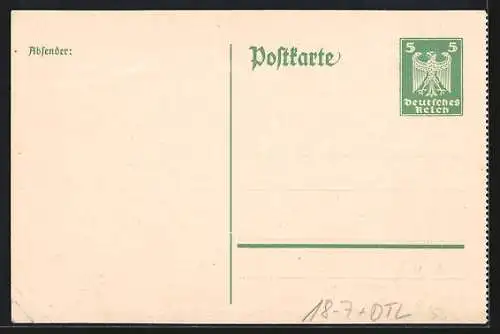 Absender:
Postkarte
5 5
Deutsches
Reich
18-7+DTL